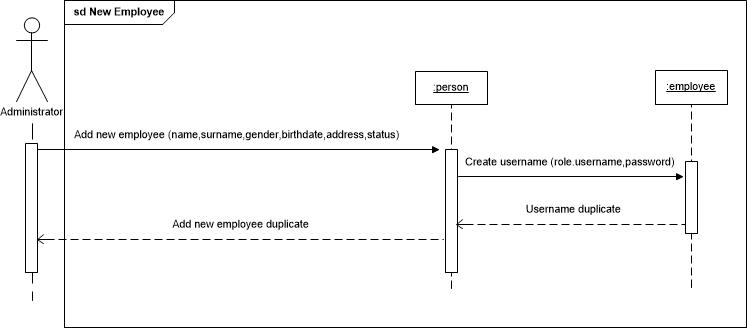 sd New Employee
:person
:employee
Administrator
Add new employee (name,surname,gender,birthdate,address,status)
Create username (role.username,password)
Username duplicate
Add new employee duplicate